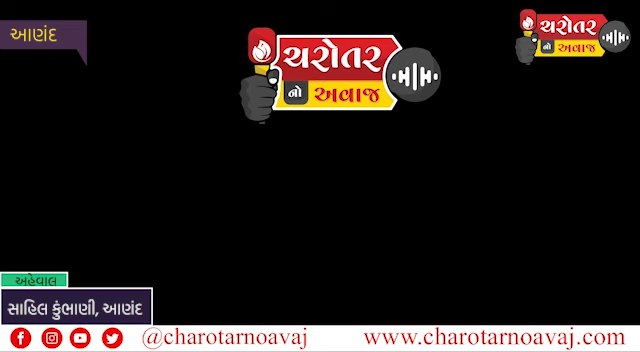 આણંદ
ચરોતર
નો અવાજ
ચરોતર
નો અવાજ
અહેવાલ
સાહિલ કુંભાણી, આણંદ
@charotarnoavaj www.charotarnoavaj.com